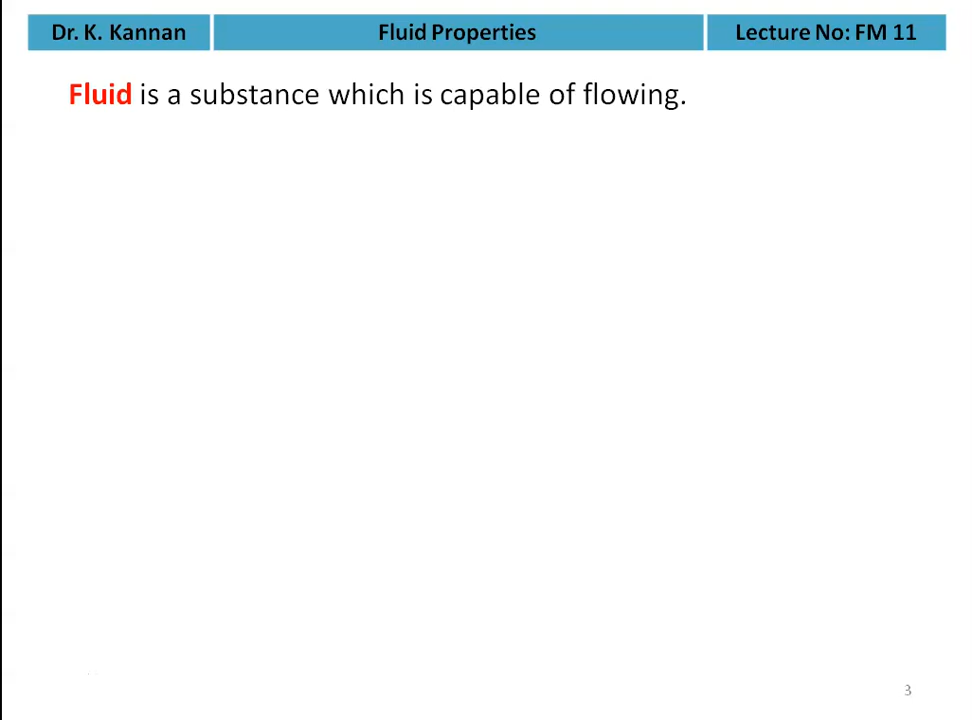 Dr. K. Kannan
Fluid Properties
Lecture No: FM 11
Fluid is a substance which is capable of flowing.
3